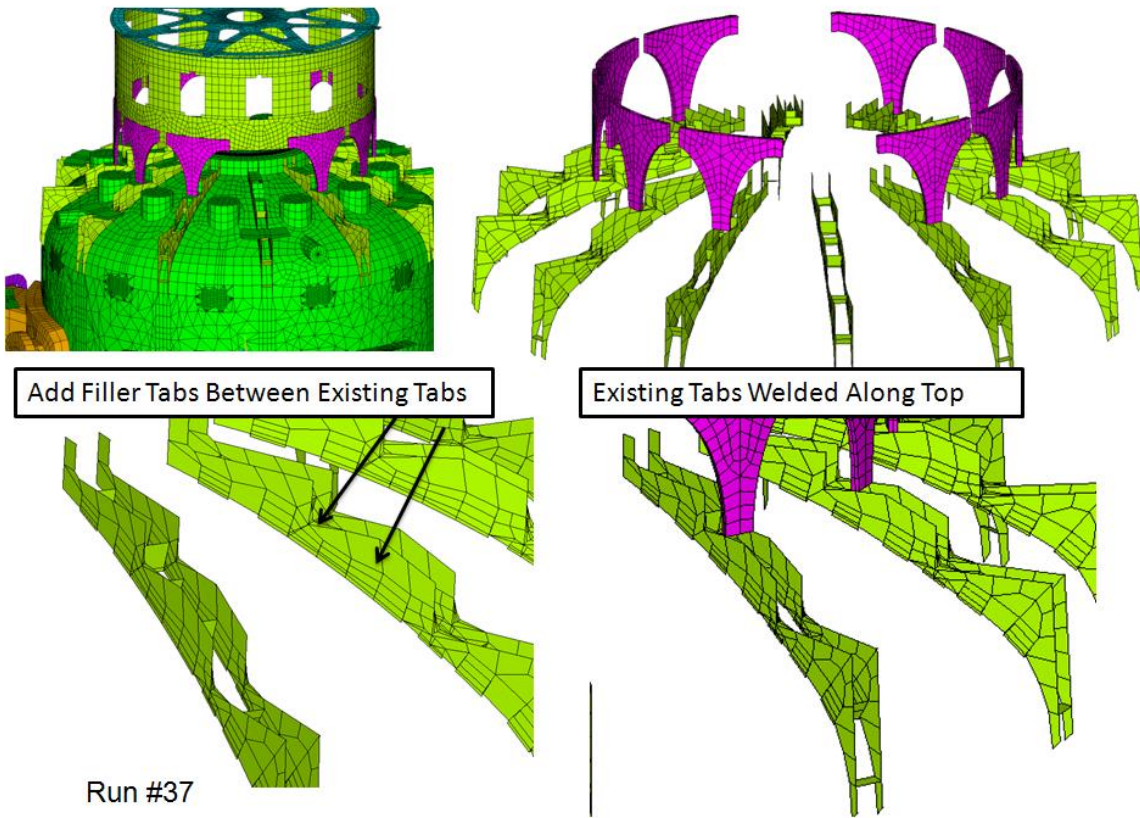 Add Filler Tabs Between Existing Tabs
Existing Tabs Welded Along Top
Run #37